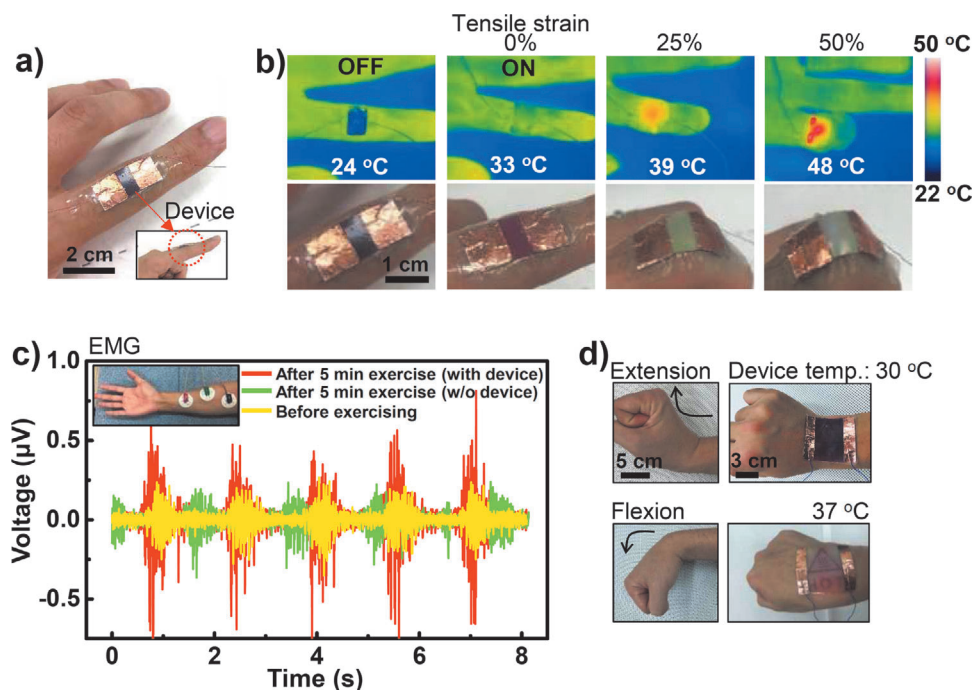 a)
Device
2 cm
b)
Tensile strain
0% 25% 50%
OFF ON
24 °C 33 °C 39 °C 48 °C
50 °C
22 °C
1 cm
c)
EMG
After 5 min exercise (with device)
After 5 min exercise (w/o device)
Before exercising
Voltage (µV)
1.0
0.5
0.0
-0.5
0 2 4 6 8
Time (s)
d)
Extension Device temp.: 30 °C
5 cm 3 cm
Flexion 37 °C